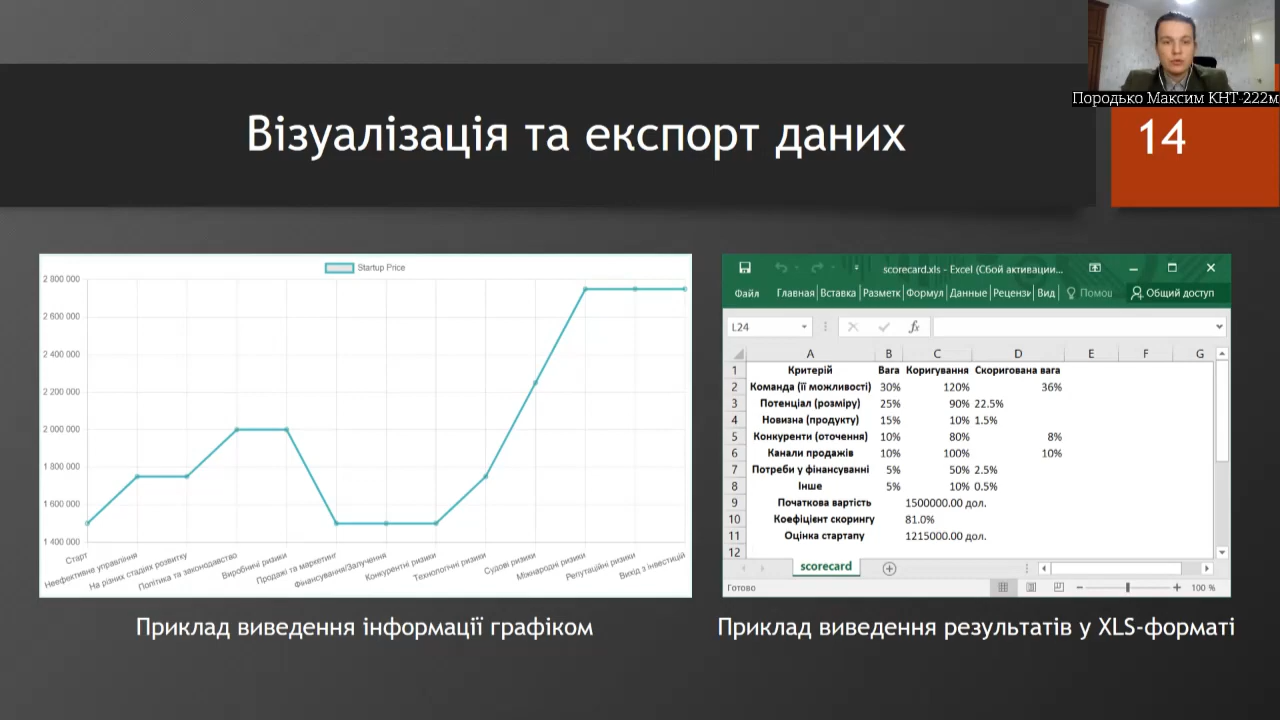 Породько Максим КНТ-222м
Візуалізація та експорт даних
14
Startup Price
2 800 000
2 600 000
2 400 000
2 200 000
2 000 000
1 800 000
1 600 000
1 400 000
Старт
Неефективне управління
На різних стадіях розвитку
Політика та законодавство
Виробничі ризики
Продажі та маркетинг
Фінансування/Залучення
Конкурентні ризики
Технологічні ризики
Судові ризики
Міжнародні ризики
Репутаційні ризики
Вихід з інвестицій
Приклад виведення інформації графіком
scorecard.xls - Excel (Сбой активации...
Файл Главная Вставка Разметк Формул Данные Рецензи Вид Помощ Общий доступ
L24 fx
A B C D E F G
1 Критерій Вага Коригування Скоригована вага
2 Команда (її можливості) 30% 120% 36%
3 Потенціал (розміру) 25% 90% 22.5%
4 Новизна (продукту) 15% 10% 1.5%
5 Конкуренти (оточення) 10% 80% 8%
6 Канали продажів 10% 100% 10%
7 Потреби у фінансуванні 5% 50% 2.5%
8 Інше 5% 10% 0.5%
9 Початкова вартість 1500000.00 дол.
10 Коефіцієнт скорингу 81.0%
11 Оцінка стартапу 1215000.00 дол.
12
scorecard
Готово 100 %
Приклад виведення результатів у XLS-форматі